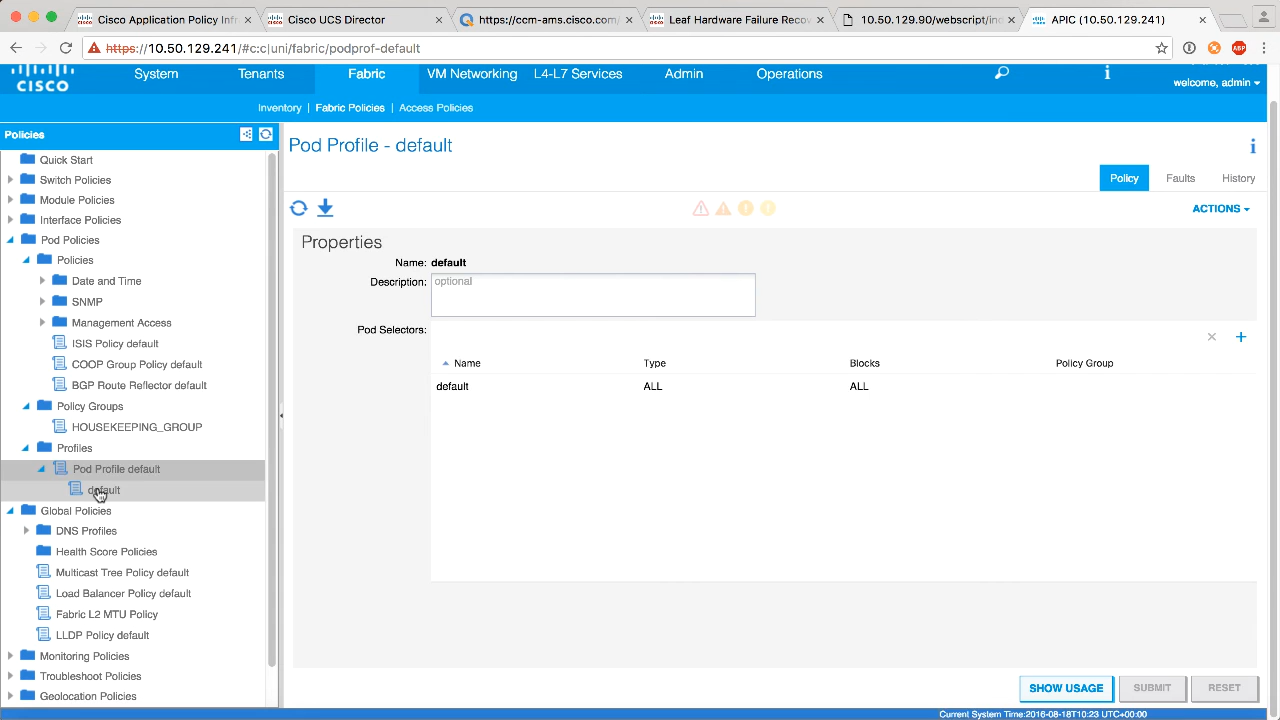 Cisco Application Policy Infr
Cisco UCS Director
https://com-ams.cisco.com/
Leaf Hardware Failure: Recov
10.50.129.90/webscript/ind
APIC (10.50.129.241)
https://10.50.129.241/#c:c|uni/fabric/podprof-default
ABP
CISCO
System
Tenants
Fabric
VM Networking
L4-L7 Services
Admin
Operations
i
welcome, admin
Inventory | Fabric Policies | Access Policies
Policies
Quick Start
Switch Policies
Module Policies
Interface Policies
Pod Policies
Policies
Date and Time
SNMP
Management Access
ISIS Policy default
COOP Group Policy default
BGP Route Reflector default
Policy Groups
HOUSEKEEPING_GROUP
Profiles
Pod Profile default
default
Global Policies
DNS Profiles
Health Score Policies
Multicast Tree Policy default
Load Balancer Policy default
Fabric L2 MTU Policy
LLDP Policy default
Monitoring Policies
Troubleshoot Policies
Geolocation Policies
Pod Profile - default
i
Policy
Faults
History
ACTIONS
Properties
Name: default
Description: optional
Pod Selectors:
Name Type Blocks Policy Group
default ALL ALL
SHOW USAGE
SUBMIT
RESET
Current System Time:2016-08-18T10:23 UTC+00:00